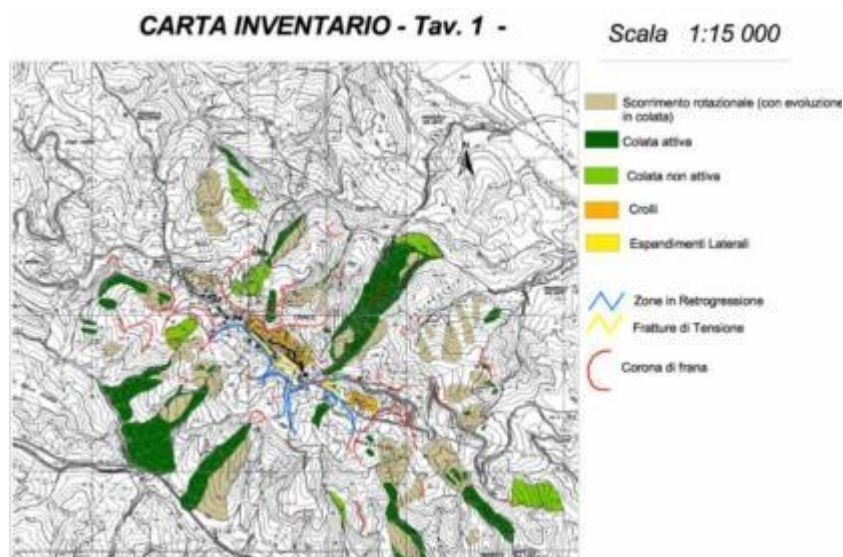 CARTA INVENTARIO - Tav. 1 -
Scala 1:15 000
Scorrimento rotazionale (con evoluzione
in colata)
Colata attiva
Colata non attiva
Crolli
Espandimenti Laterali
Zone in Retrogressione
Fratture di Tensione
Corona di frana
N